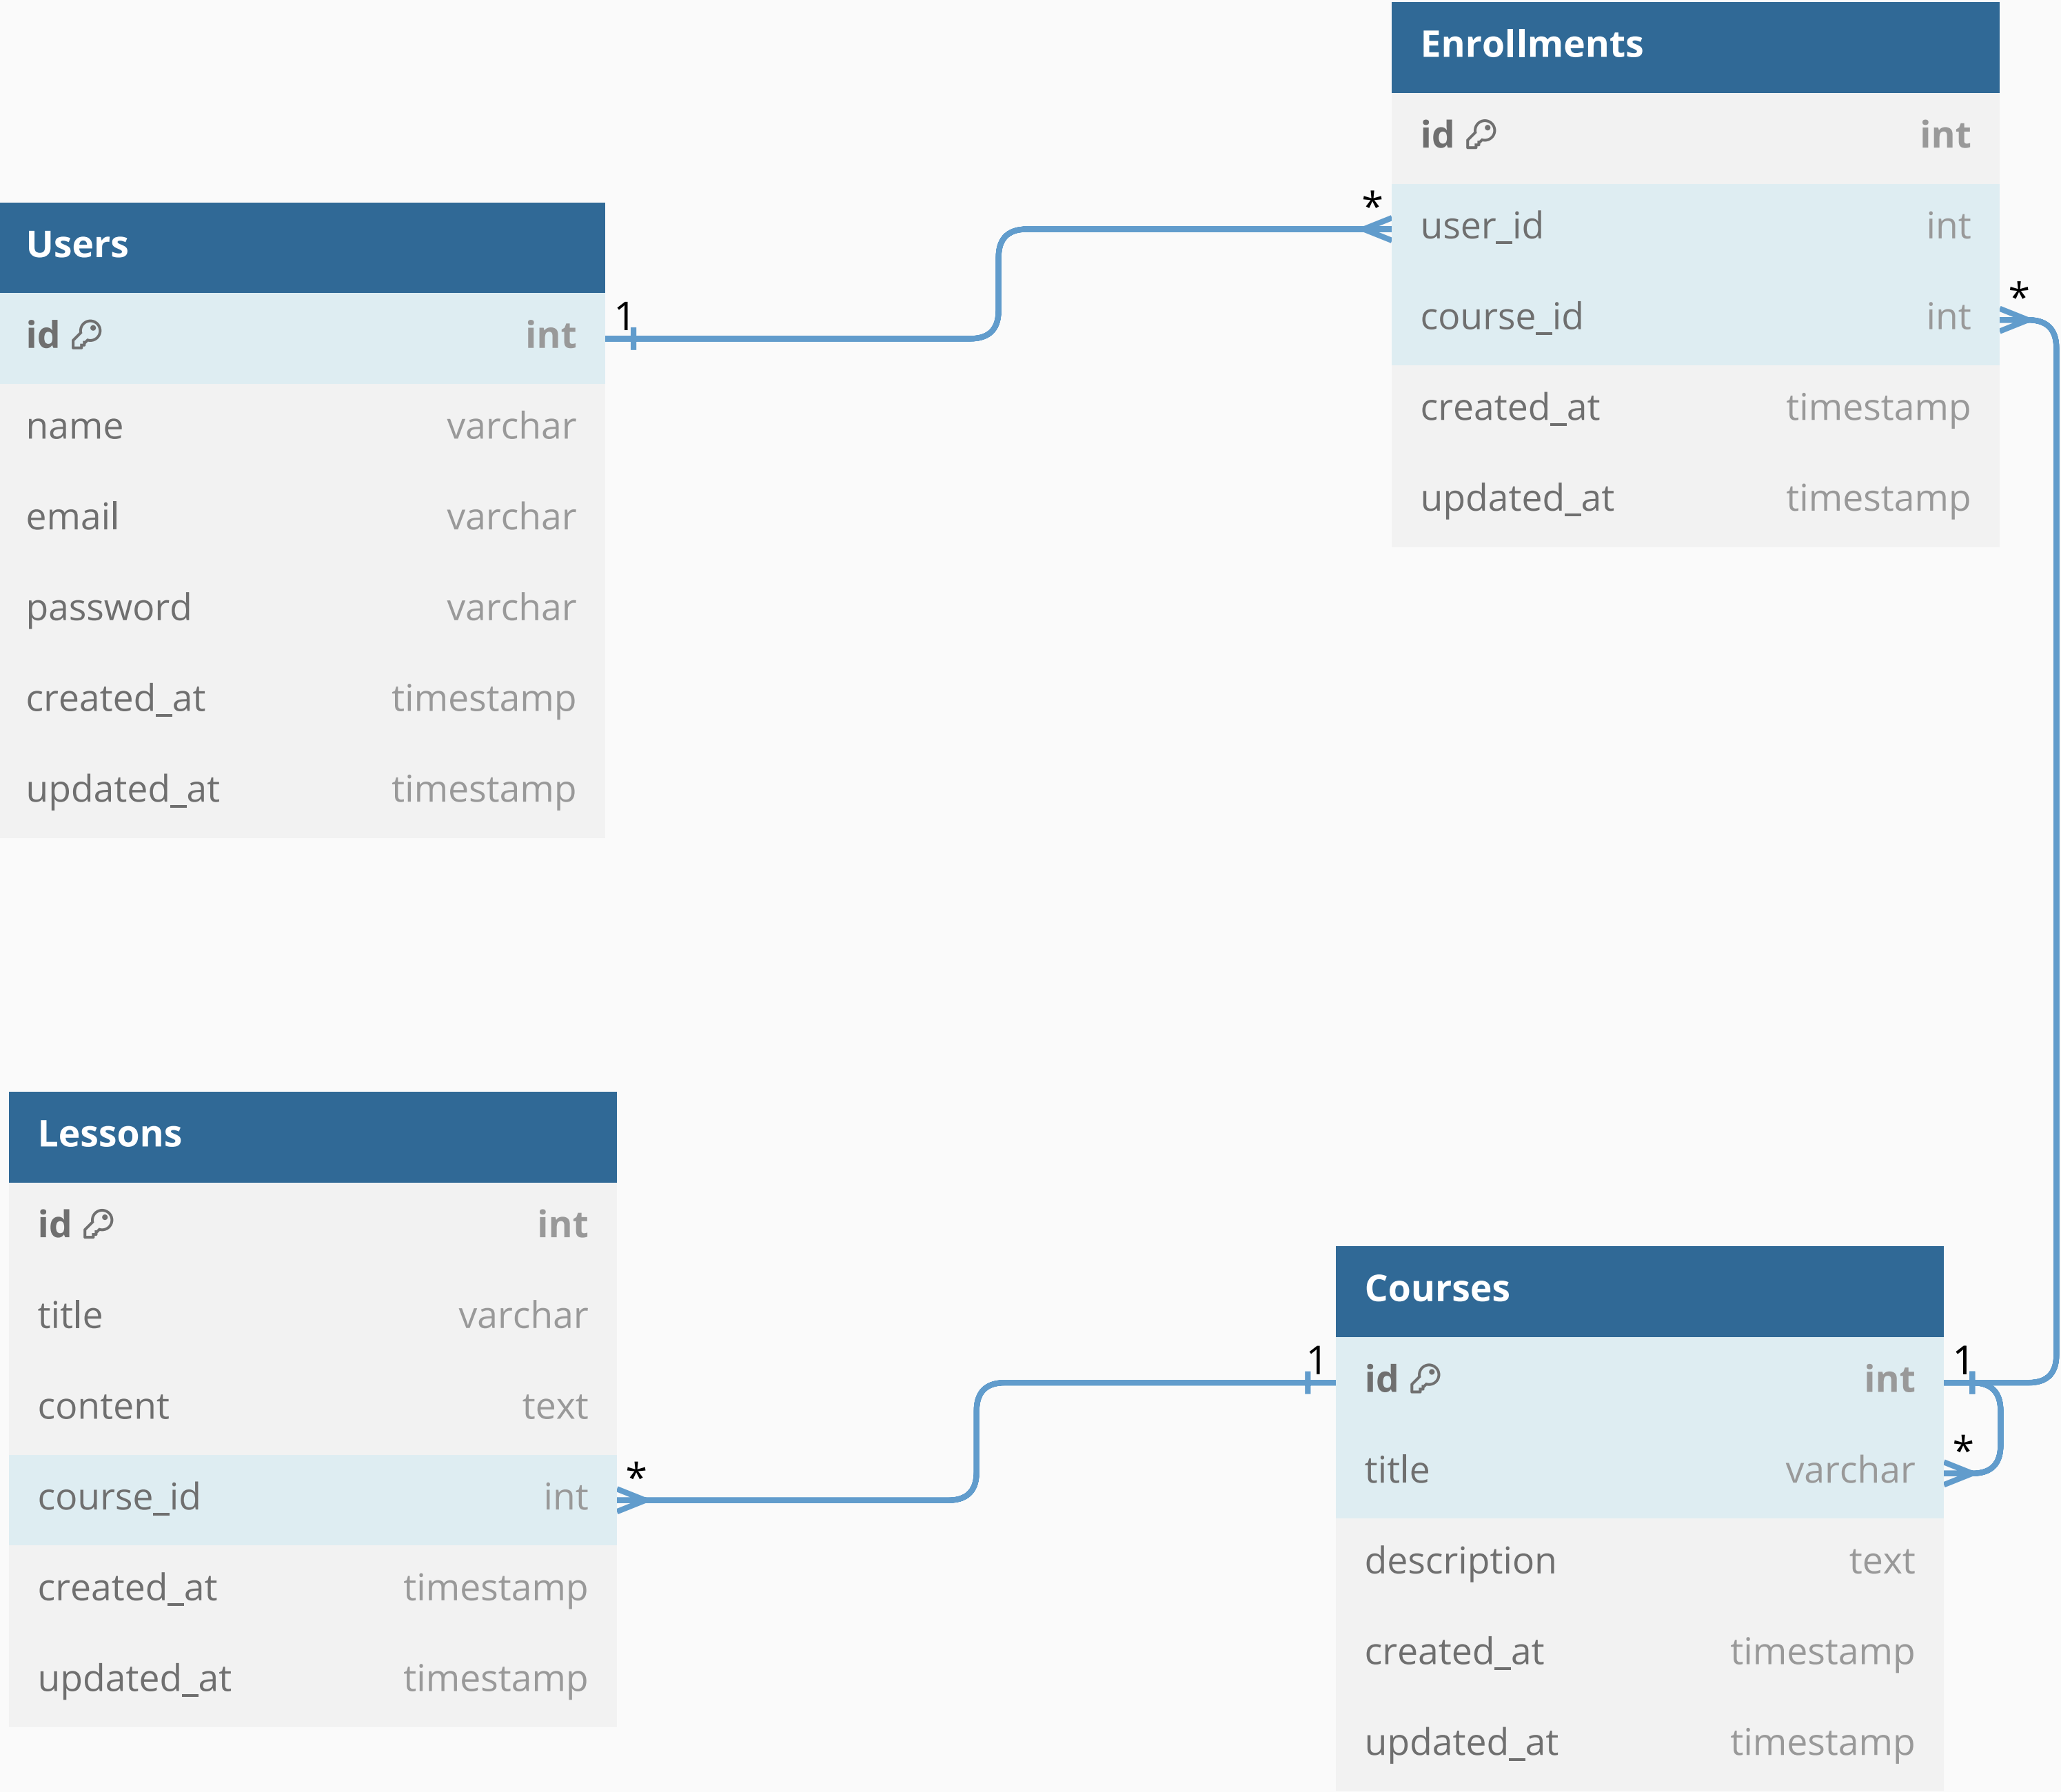 Enrollments
id int
* user_id int
course_id int *
created_at timestamp
updated_at timestamp
Users
id int 1
name varchar
email varchar
password varchar
created_at timestamp
updated_at timestamp
Lessons
id int
title varchar
content text
course_id int *
created_at timestamp
updated_at timestamp
Courses
1 id int 1
title varchar *
description text
created_at timestamp
updated_at timestamp